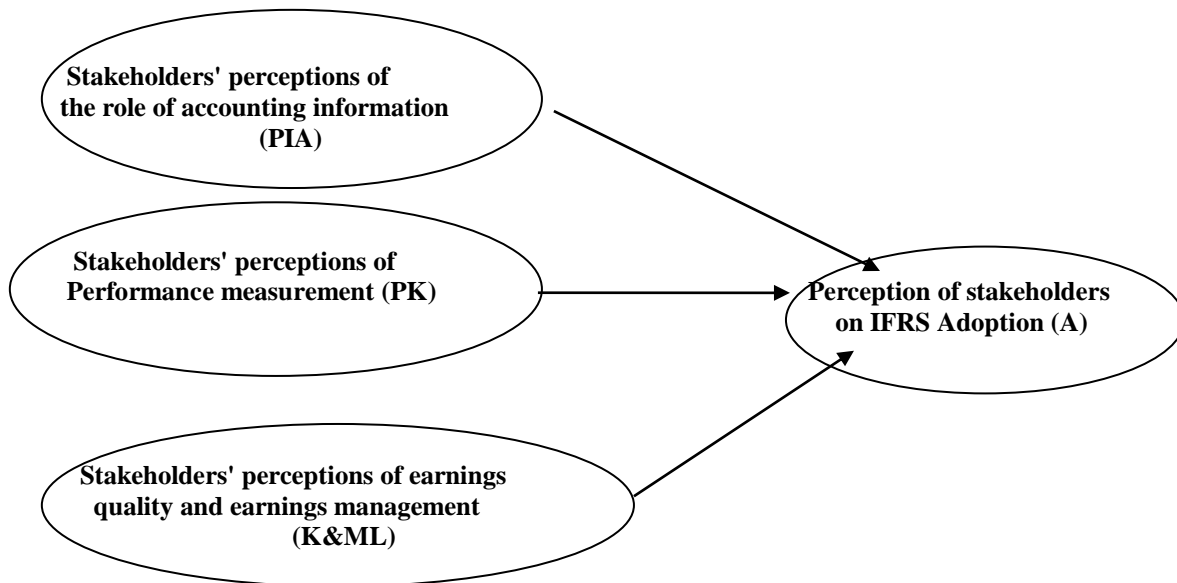 Stakeholders' perceptions of
the role of accounting information
(PIA)
Stakeholders' perceptions of
Performance measurement (PK)
Perception of stakeholders
on IFRS Adoption (A)
Stakeholders' perceptions of earnings
quality and earnings management
(K&ML)